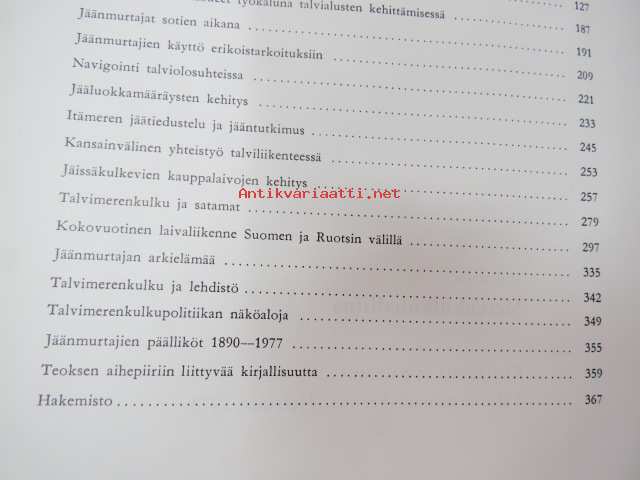 127
työkaluna talvialusten kehittämisessä ........ 187
Jäänmurtajat sotien aikana ........ 191
Jäänmurtajien käyttö erikoistarkoituksiin ........ 209
Navigointi talviolosuhteissa ........ 221
Jääluokkamääräysten kehitys ........ 233
Itämeren jäätiedustelu ja jääntutkimus ........ 245
Kansainvälinen yhteistyö talviliikenteessä ........ 253
Jäissäkulkevien kauppalaivojen kehitys ........ 257
Antikvariaatti.net
Talvimerenkulku ja satamat ........ 279
Kokovuotinen laivaliikenne Suomen ja Ruotsin välillä ........ 297
Jäänmurtajan arkielämää ........ 335
Talvimerenkulku ja lehdistö ........ 342
Talvimerenkulkupolitiikan näköaloja ........ 349
Jäänmurtajien päälliköt 1890—1977 ........ 355
Teoksen aihepiiriin liittyvää kirjallisuutta ........ 359
Hakemisto ........ 367